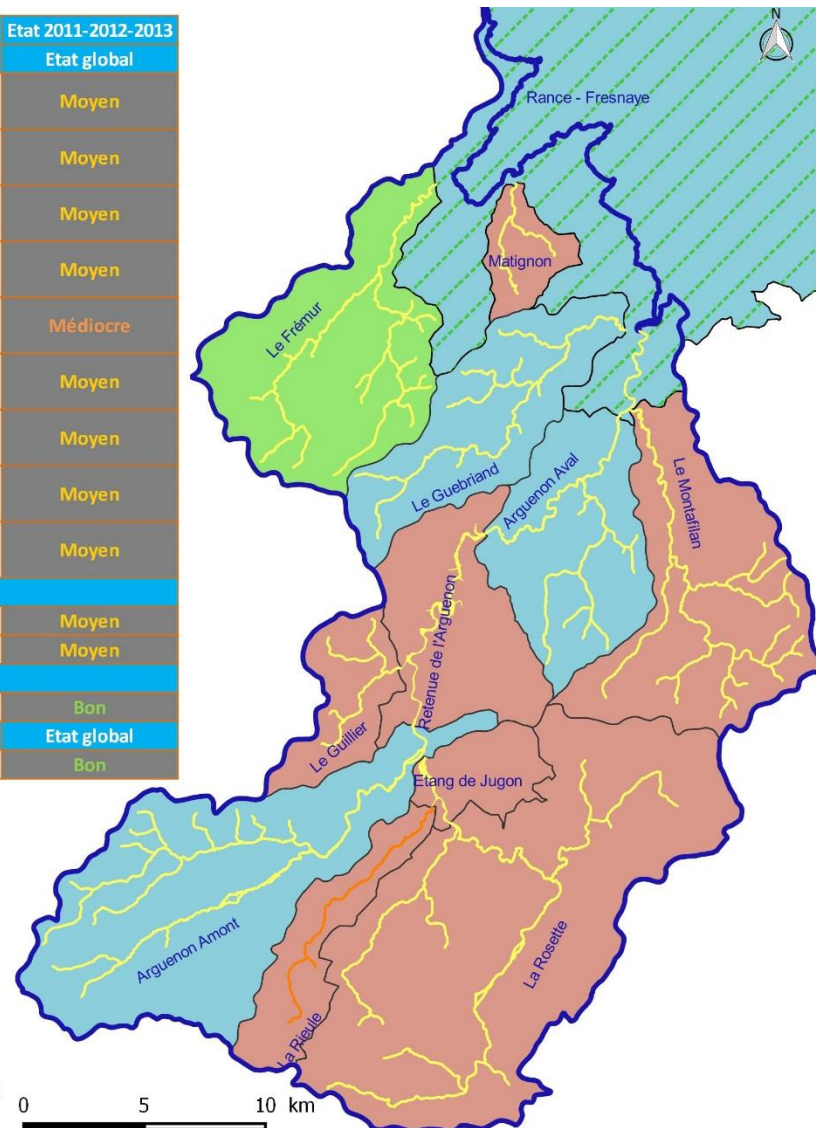 Etat 2011-2012-2013
Etat global
Moyen
Moyen
Moyen
Moyen
Médiocre
Moyen
Moyen
Moyen
Moyen
Moyen
Moyen
Bon
Etat global
Bon
N
Rance - Fresnaye
Matignon
Le Frémur
Le Guebriand
Arguenon Aval
Le Montafilan
Retenue de l'Arguenon
Le Guillier
Etang de Jugon
Arguenon Amont
La Rosette
La Rieule
0 5 10 km